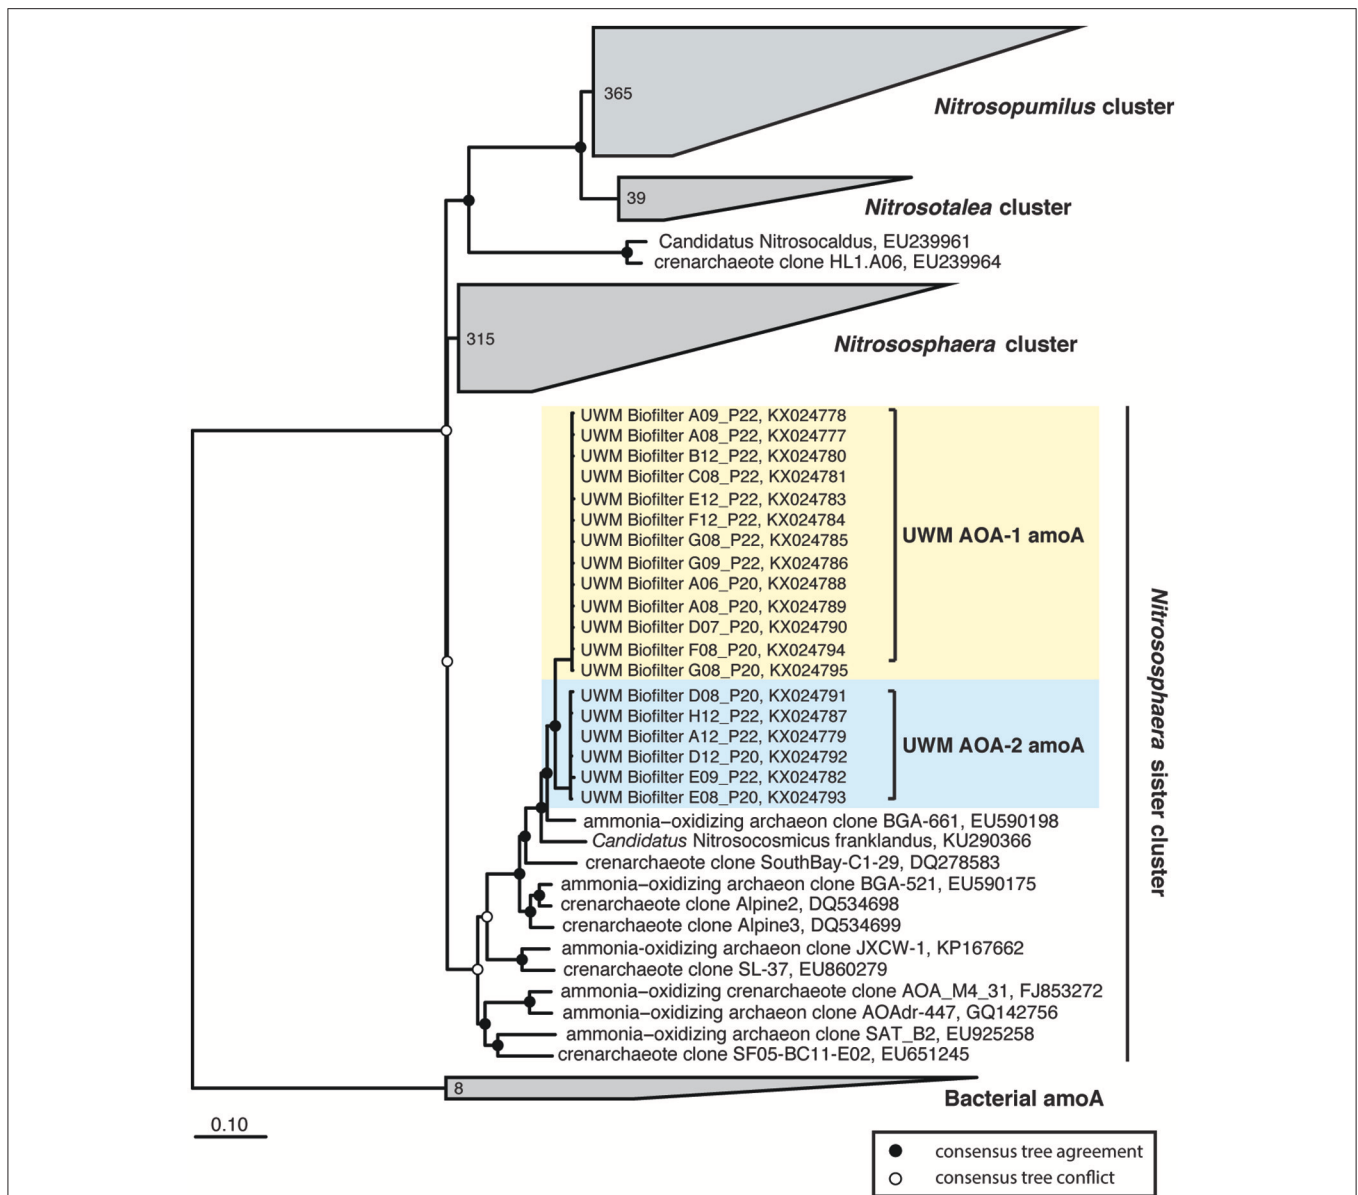 365
Nitrosopumilus cluster
39
Nitrosotalea cluster
Candidatus Nitrosocaldus, EU239961
crenarchaeote clone HL1.A06, EU239964
315
Nitrososphaera cluster
UWM Biofilter A09_P22, KX024778
UWM Biofilter A08_P22, KX024777
UWM Biofilter B12_P22, KX024780
UWM Biofilter C08_P22, KX024781
UWM Biofilter E12_P22, KX024783
UWM Biofilter F12_P22, KX024784
UWM Biofilter G08_P22, KX024785
UWM Biofilter G09_P22, KX024786
UWM Biofilter A06_P20, KX024788
UWM Biofilter A08_P20, KX024789
UWM Biofilter D07_P20, KX024790
UWM Biofilter F08_P20, KX024794
UWM Biofilter G08_P20, KX024795
UWM AOA-1 amoA
UWM Biofilter D08_P20, KX024791
UWM Biofilter H12_P22, KX024787
UWM Biofilter A12_P22, KX024779
UWM Biofilter D12_P20, KX024792
UWM Biofilter E09_P22, KX024782
UWM Biofilter E08_P20, KX024793
UWM AOA-2 amoA
ammonia–oxidizing archaeon clone BGA-661, EU590198
Candidatus Nitrosocosmicus franklandus, KU290366
crenarchaeote clone SouthBay-C1-29, DQ278583
ammonia–oxidizing archaeon clone BGA-521, EU590175
crenarchaeote clone Alpine2, DQ534698
crenarchaeote clone Alpine3, DQ534699
ammonia-oxidizing archaeon clone JXCW-1, KP167662
crenarchaeote clone SL-37, EU860279
ammonia–oxidizing crenarchaeote clone AOA_M4_31, FJ853272
ammonia–oxidizing archaeon clone AOAdr-447, GQ142756
ammonia–oxidizing archaeon clone SAT_B2, EU925258
crenarchaeote clone SF05-BC11-E02, EU651245
Nitrososphaera sister cluster
8
Bacterial amoA
0.10
consensus tree agreement
consensus tree conflict